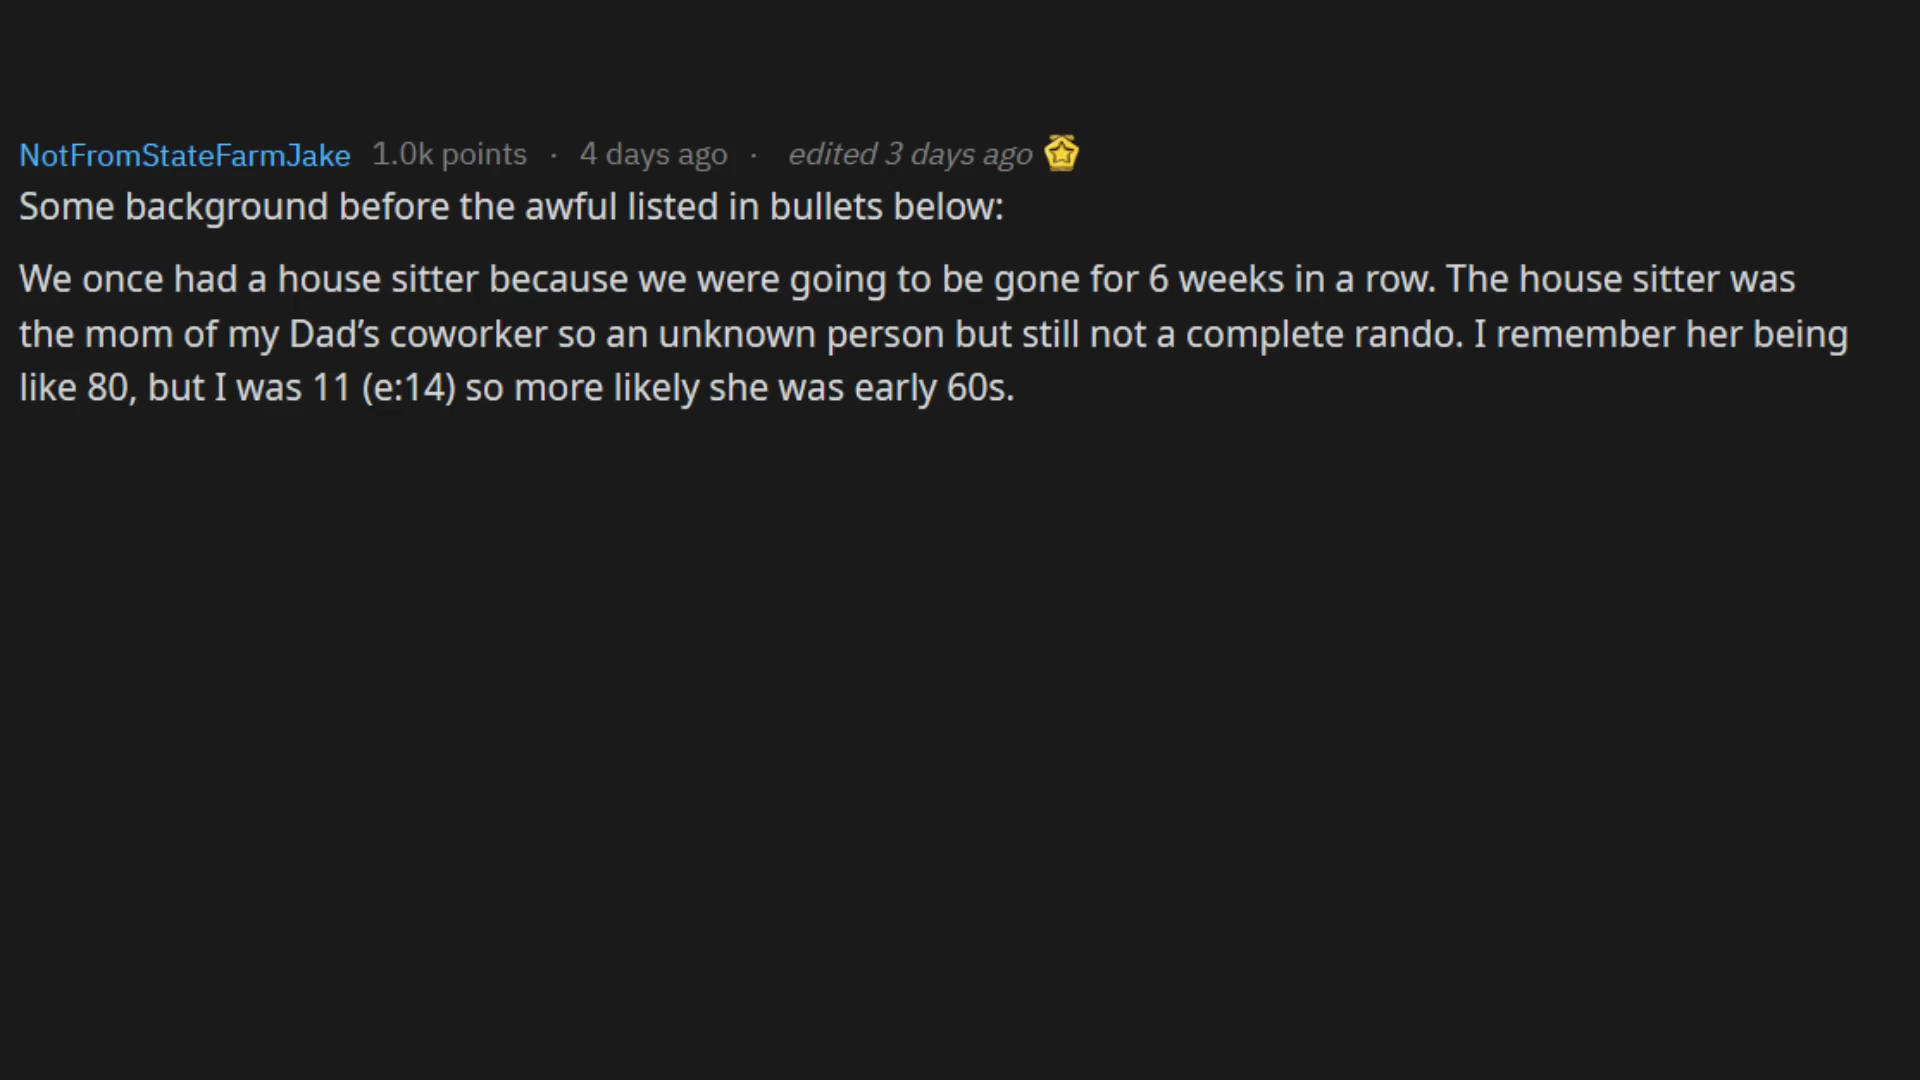 NotFromStateFarmJake 1.0k points · 4 days ago · edited 3 days ago
Some background before the awful listed in bullets below:
We once had a house sitter because we were going to be gone for 6 weeks in a row. The house sitter was
the mom of my Dad’s coworker so an unknown person but still not a complete rando. I remember her being
like 80, but I was 11 (e:14) so more likely she was early 60s.